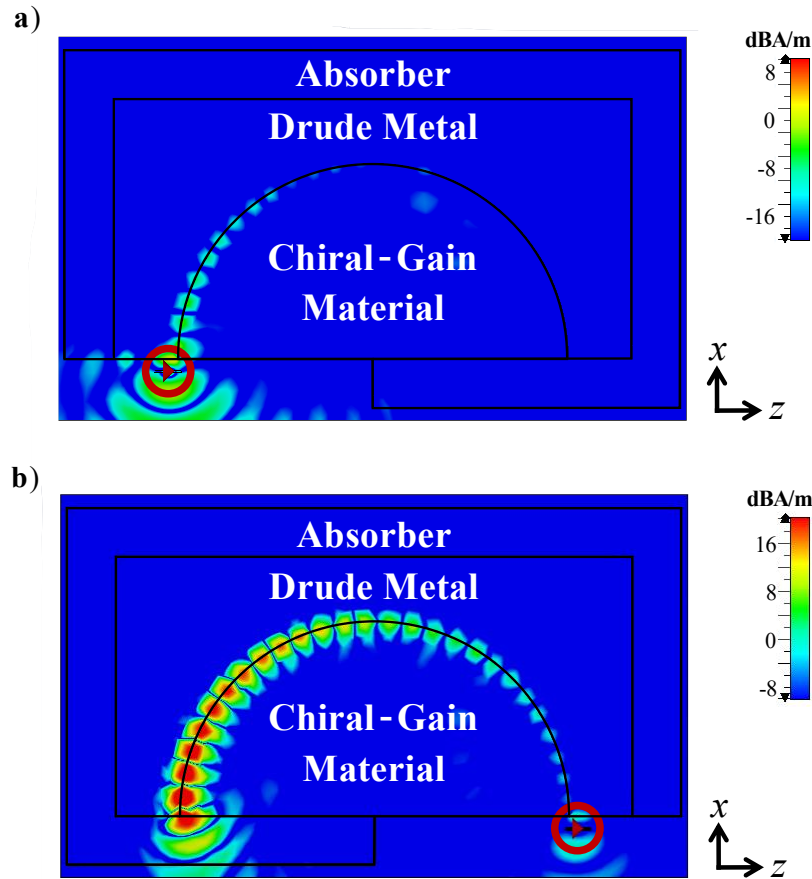 a)
dBA/m
Absorber
8
Drude Metal
0
-8
-16
Chiral-Gain
Material
x
z
b)
dBA/m
Absorber
16
Drude Metal
8
0
-8
Chiral-Gain
Material
x
z